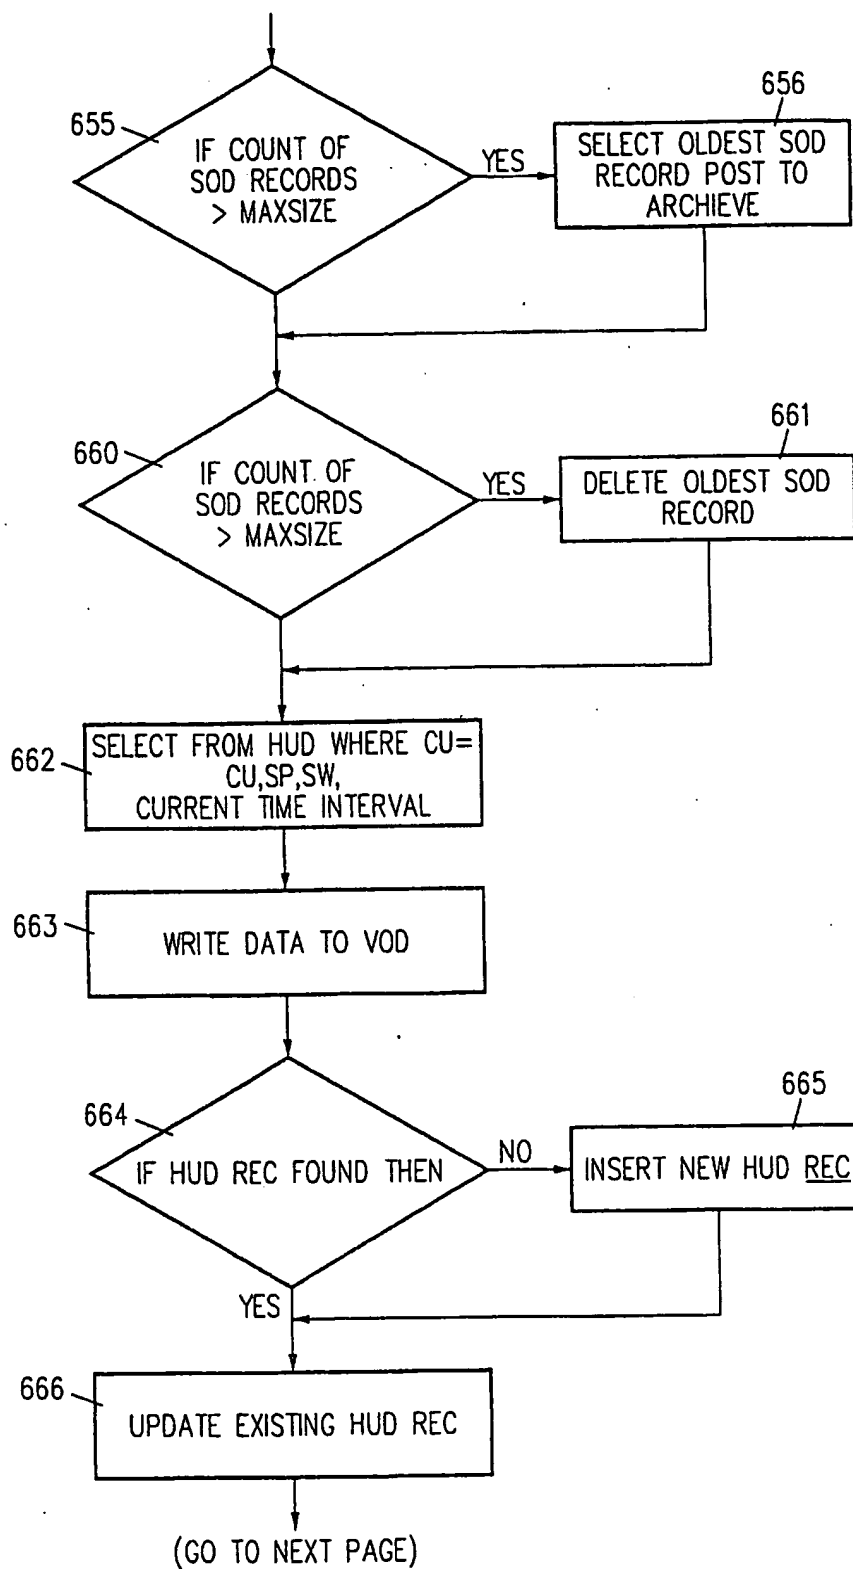 655
IF COUNT OF
SOD RECORDS
> MAXSIZE
YES
656
SELECT OLDEST SOD
RECORD POST TO
ARCHIEVE
660
IF COUNT OF
SOD RECORDS
> MAXSIZE
YES
661
DELETE OLDEST SOD
RECORD
662
SELECT FROM HUD WHERE CU=
CU,SP,SW,
CURRENT TIME INTERVAL
663
WRITE DATA TO VOD
664
IF HUD REC FOUND THEN
NO
665
INSERT NEW HUD REC
YES
666
UPDATE EXISTING HUD REC
(GO TO NEXT PAGE)